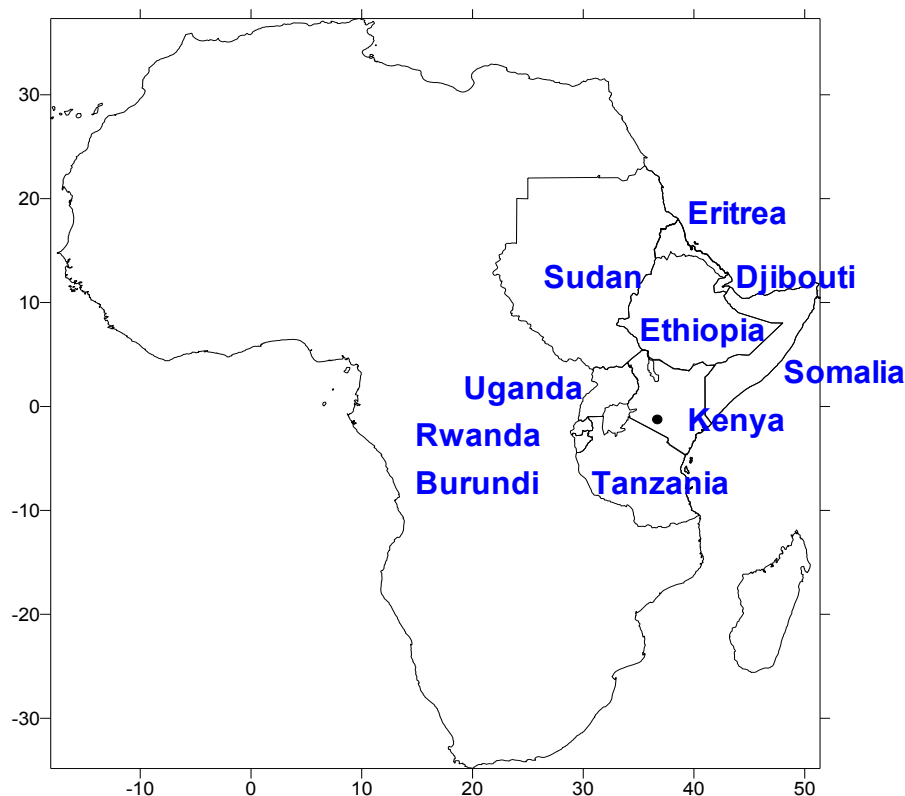 30
20
Eritrea
Sudan
Djibouti
10
Ethiopia
Somalia
Uganda
0
Kenya
Rwanda
Burundi
Tanzania
-10
-20
-30
-10 0 10 20 30 40 50